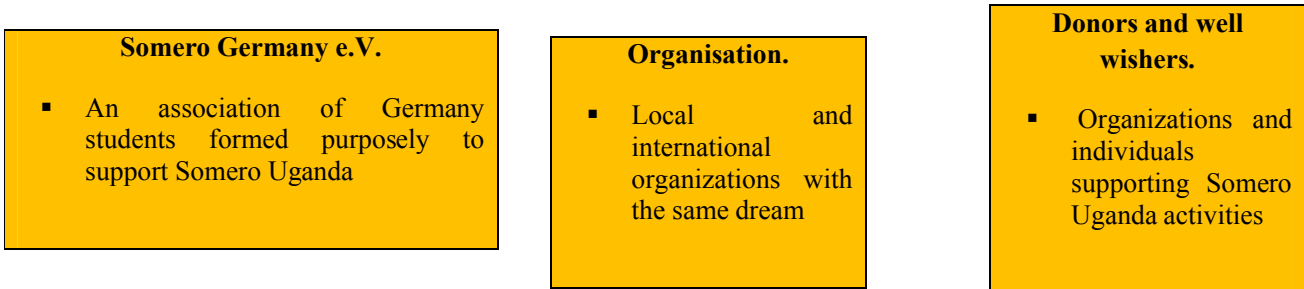 Somero Germany e.V.
▪ An association of Germany
students formed purposely to
support Somero Uganda
Organisation.
▪ Local and
international
organizations with
the same dream
Donors and well
wishers.
▪ Organizations and
individuals
supporting Somero
Uganda activities